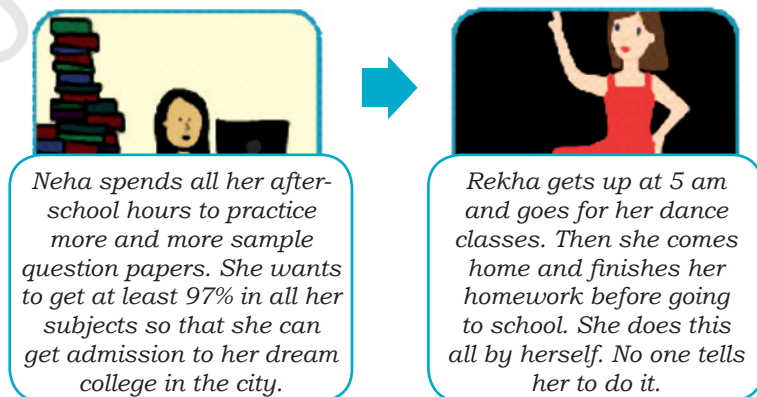 Neha spends all her after-
school hours to practice
more and more sample
question papers. She wants
to get at least 97% in all her
subjects so that she can
get admission to her dream
college in the city.
Rekha gets up at 5 am
and goes for her dance
classes. Then she comes
home and finishes her
homework before going
to school. She does this
all by herself. No one tells
her to do it.